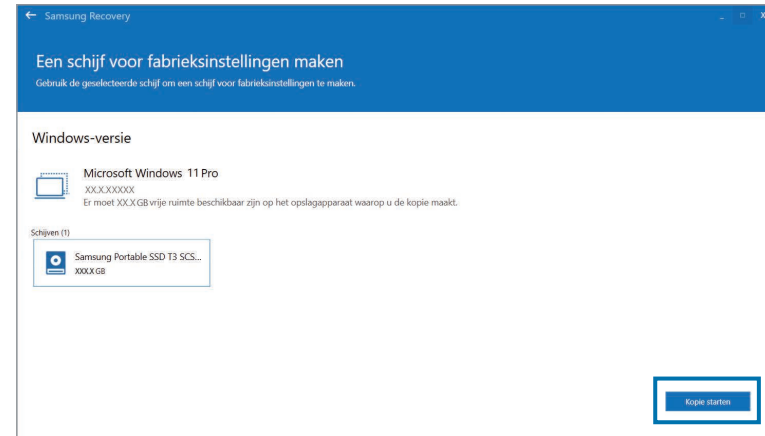 Samsung Recovery
Een schijf voor fabrieksinstellingen maken
Gebruik de geselecteerde schijf om een schijf voor fabrieksinstellingen te maken.
Windows-versie
Microsoft Windows 11 Pro
XX.X.XXXXX
Er moet XX.X GB vrije ruimte beschikbaar zijn op het opslagapparaat waarop u de kopie maakt.
Schijven (1)
Samsung Portable SSD T3 SCS...
XXX.X GB
Kopie starten